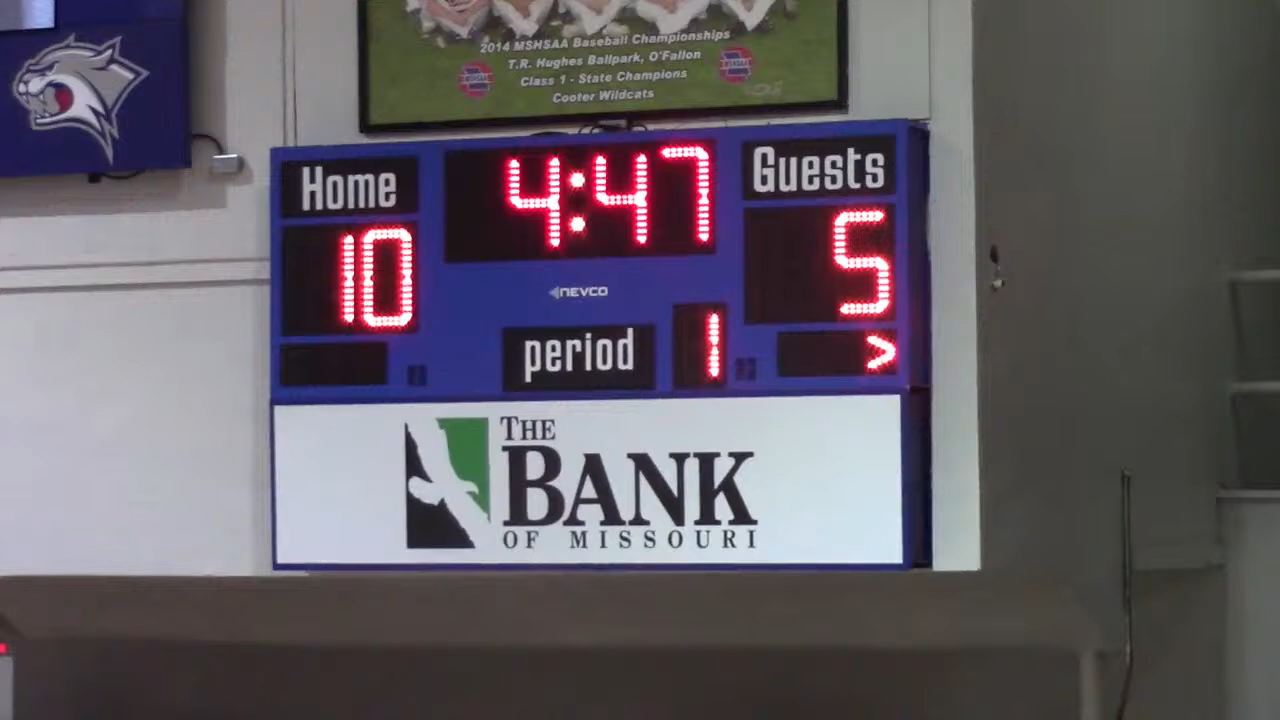 2014 MSHSAA Baseball Championships
T.R. Hughes Ballpark, O'Fallon
Class 1 - State Champions
Cooter Wildcats
Home
4:47
Guests
10
5
NEVCO
period
1
>
THE
BANK
OF MISSOURI